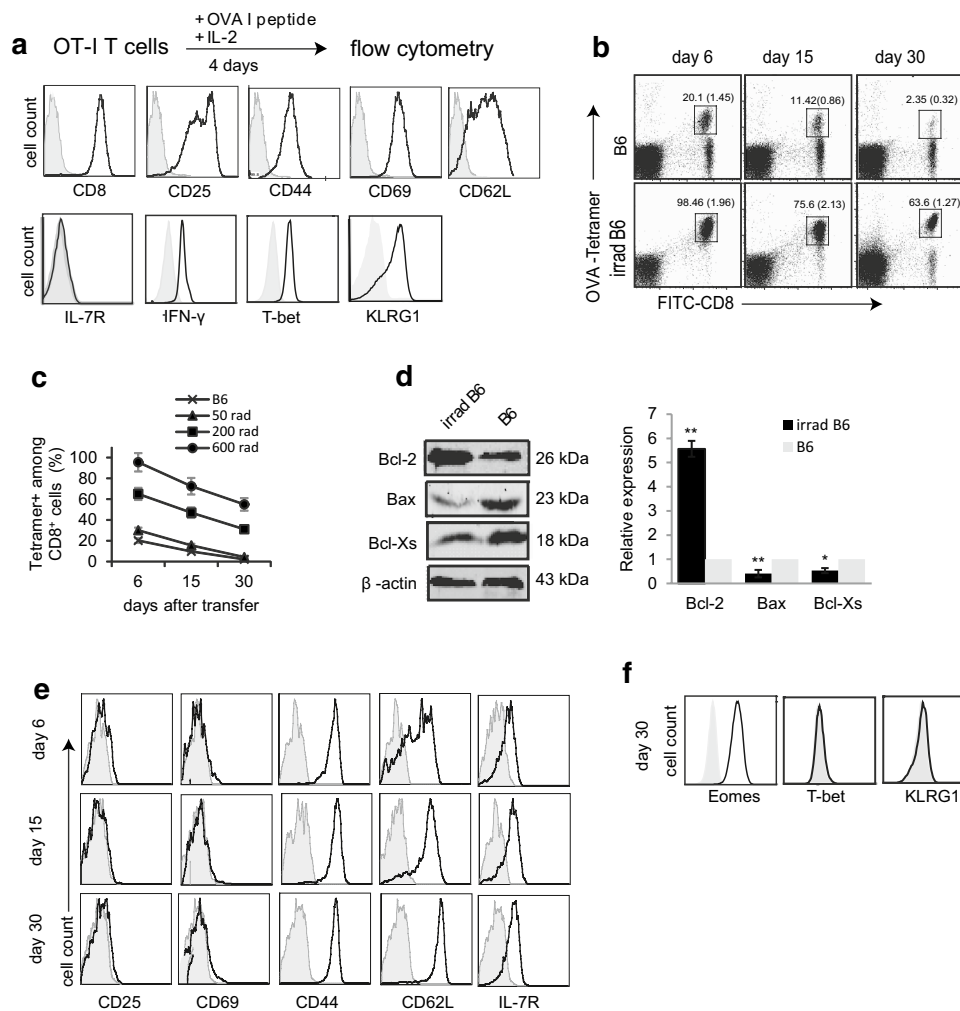 a
OT-I T cells
+ OVA I peptide
+ IL-2
4 days
flow cytometry
cell count
CD8
CD25
CD44
CD69
CD62L
cell count
IL-7R
IFN-γ
T-bet
KLRG1
b
day 6
day 15
day 30
B6
20.1 (1.45)
11.42(0.86)
2.35 (0.32)
irrad B6
98.46 (1.96)
75.6 (2.13)
63.6 (1.27)
OVA -Tetramer
FITC-CD8
c
B6
50 rad
200 rad
600 rad
Tetramer+ among
CD8+ cells (%)
100
80
60
40
20
0
6
15
30
days after transfer
d
irrad B6
B6
Bcl-2
26 kDa
Bax
23 kDa
Bcl-Xs
18 kDa
β -actin
43 kDa
Relative expression
7
6
5
4
3
2
1
0
**
**
*
irrad B6
B6
Bcl-2
Bax
Bcl-Xs
e
day 6
day 15
day 30
cell count
CD25
CD69
CD44
CD62L
IL-7R
f
day 30
cell count
Eomes
T-bet
KLRG1